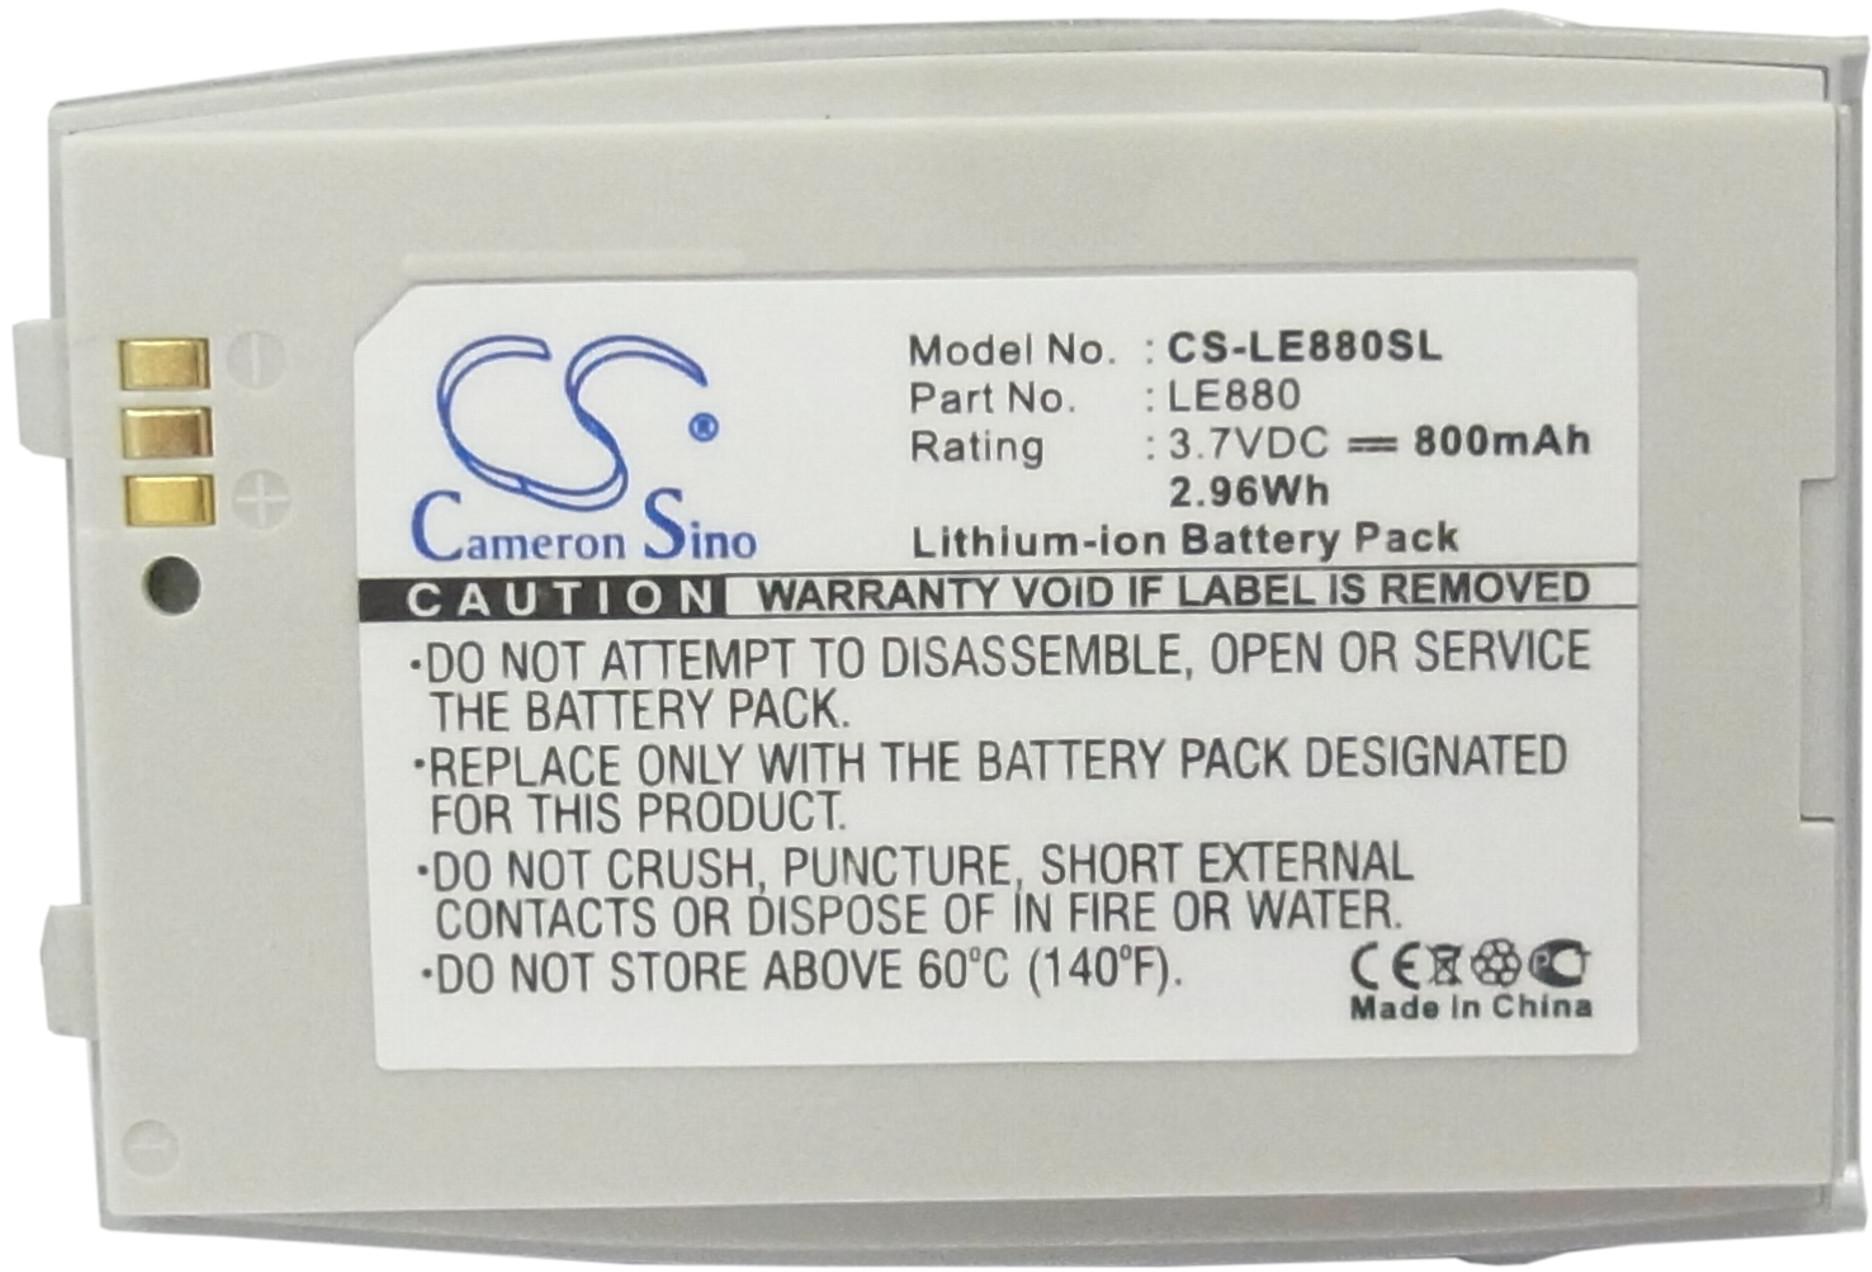 CS®
Cameron Sino
Model No. : CS-LE880SL
Part No. : LE880
Rating : 3.7VDC ⎓ 800mAh
2.96Wh
Lithium-ion Battery Pack
CAUTION WARRANTY VOID IF LABEL IS REMOVED
·DO NOT ATTEMPT TO DISASSEMBLE, OPEN OR SERVICE
THE BATTERY PACK.
·REPLACE ONLY WITH THE BATTERY PACK DESIGNATED
FOR THIS PRODUCT.
·DO NOT CRUSH, PUNCTURE, SHORT EXTERNAL
CONTACTS OR DISPOSE OF IN FIRE OR WATER.
·DO NOT STORE ABOVE 60°C (140°F).
CE PC
Made in China